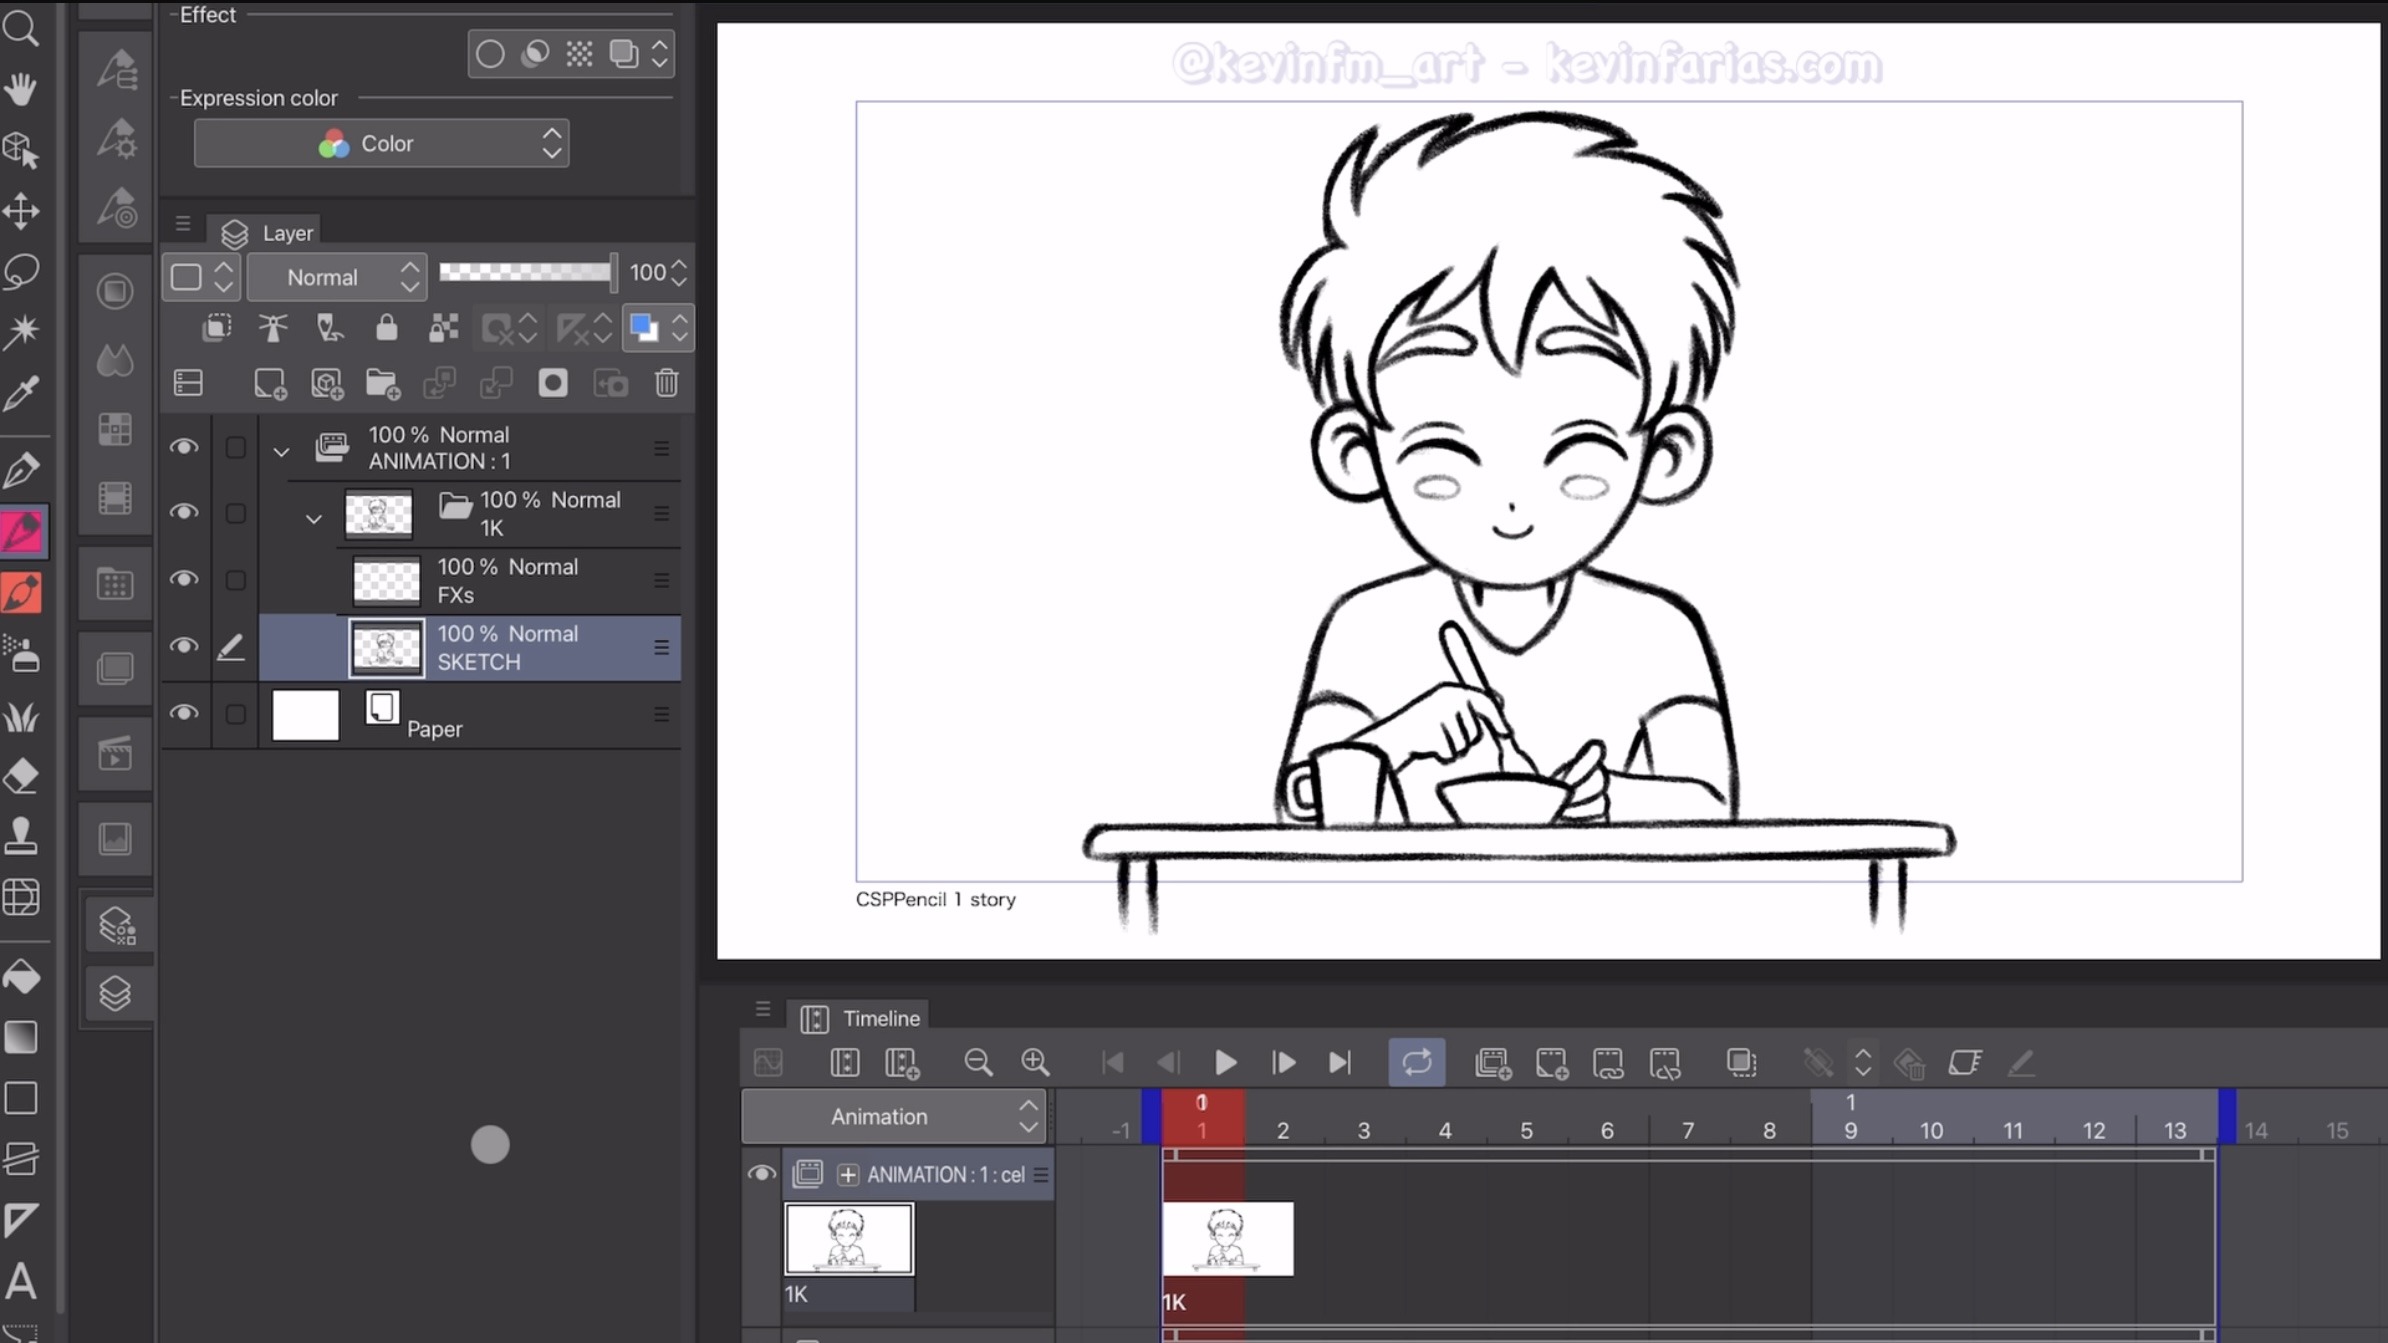 Effect
Expression color
Color
Layer
Normal
100
100 % Normal
ANIMATION : 1
100 % Normal
1K
100 % Normal
FXs
100 % Normal
SKETCH
Paper
@kevinfm_art - kevinfarias.com
CSPPencil 1 story
Timeline
Animation
0 1
-1 1 2 3 4 5 6 7 8 9 10 11 12 13 14 15
ANIMATION : 1 : cel
1K
1K